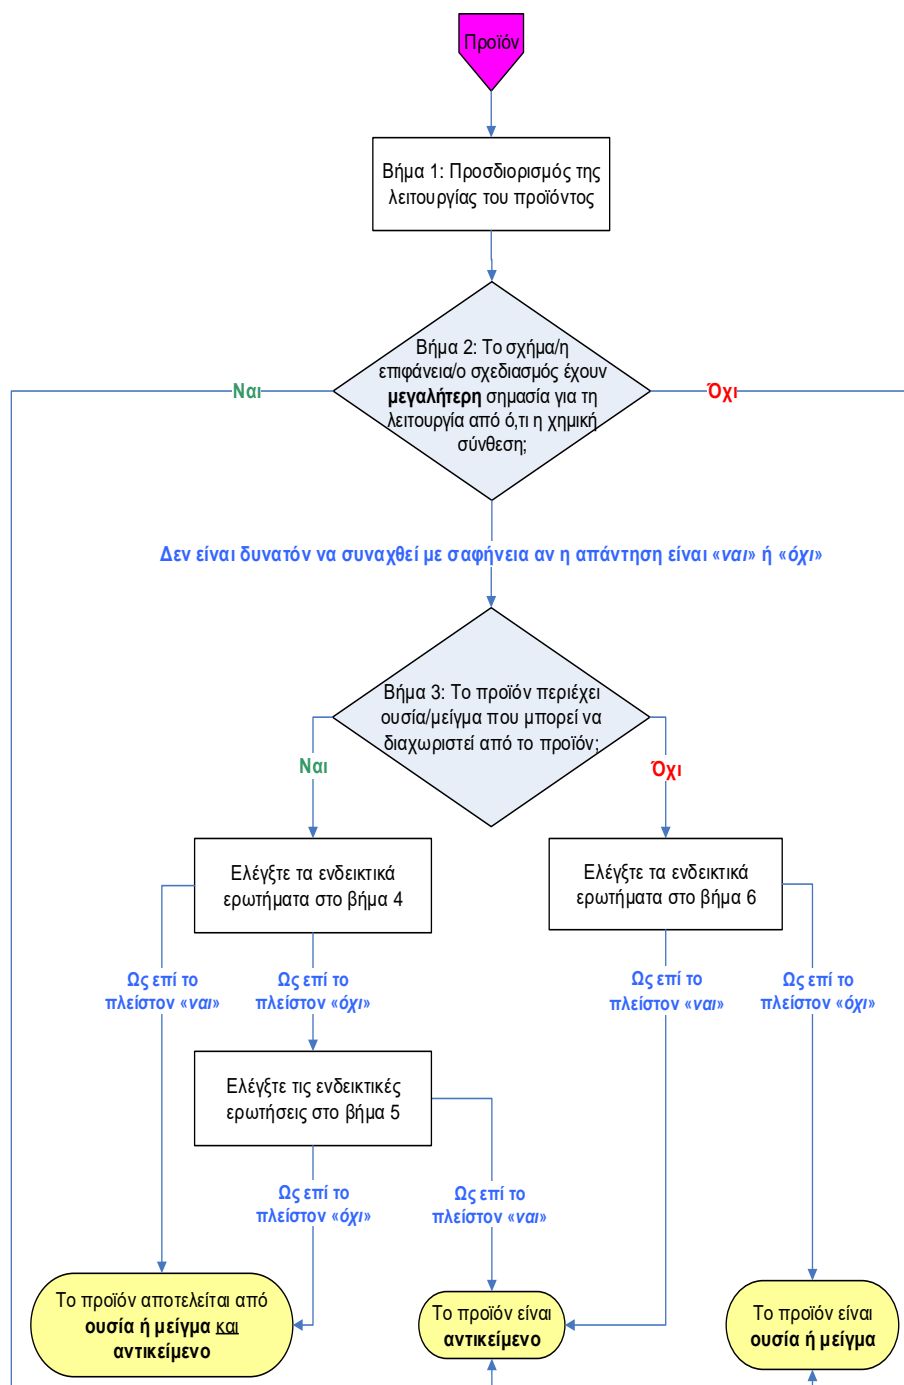 Προϊόν
Βήμα 1: Προσδιορισμός της
λειτουργίας του προϊόντος
Βήμα 2: Το σχήμα/η
επιφάνεια/ο σχεδιασμός έχουν
μεγαλήτερη σημασία για τη
λειτουργία από ό,τι η χημική
σύνθεση;
Ναι
Όχι
Δεν είναι δυνατόν να συναχθεί με σαφήνεια αν η απάντηση είναι «ναι» ή «όχι»
Βήμα 3: Το προϊόν περιέχει
ουσία/μείγμα που μπορεί να
διαχωριστεί από το προϊόν;
Ναι
Όχι
Ελέγξτε τα ενδεικτικά
ερωτήματα στο βήμα 4
Ελέγξτε τα ενδεικτικά
ερωτήματα στο βήμα 6
Ως επί το
πλείστον «ναι»
Ως επί το
πλείστον «όχι»
Ως επί το
πλείστον «ναι»
Ως επί το
πλείστον «όχι»
Ελέγξτε τις ενδεικτικές
ερωτήσεις στο βήμα 5
Ως επί το
πλείστον «όχι»
Ως επί το
πλείστον «ναι»
Το προϊόν αποτελείται από
ουσία ή μείγμα και
αντικείμενο
Το προϊόν είναι
αντικείμενο
Το προϊόν είναι
ουσία ή μείγμα